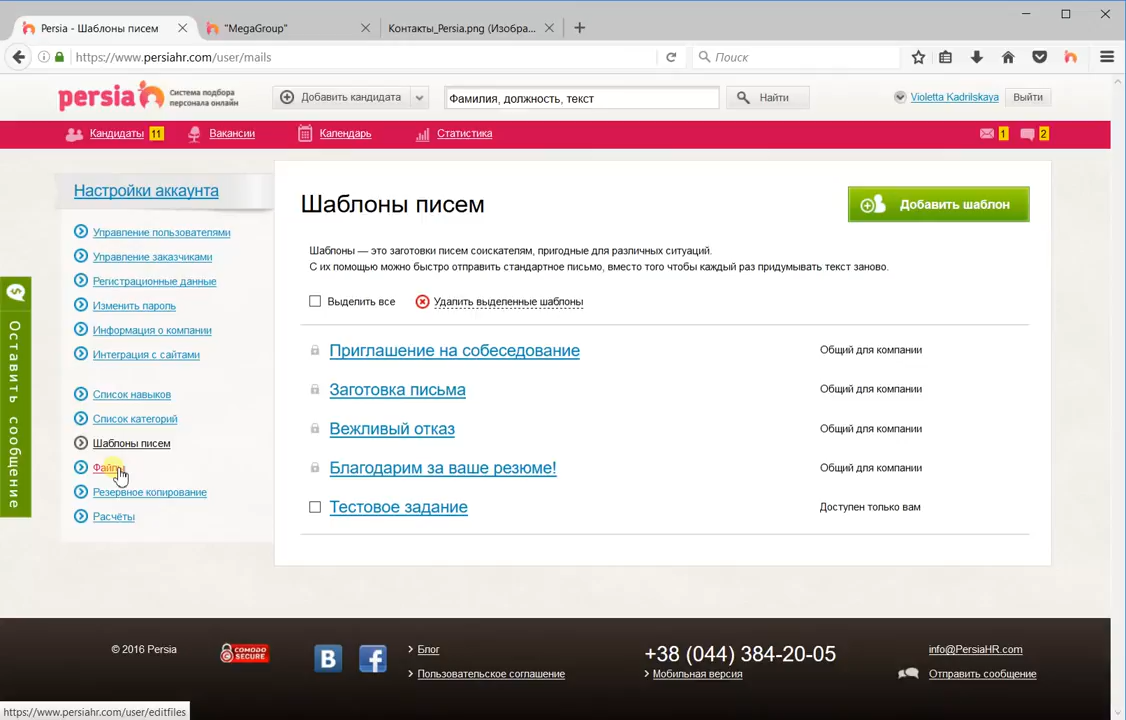 Persia - Шаблоны писем
"MegaGroup"
Контакты_Persia.png (Изобра...
https://www.persiahr.com/user/mails
Поиск
persia
Система подбора
персонала онлайн
Добавить кандидата
Фамилия, должность, текст
Найти
Violetta Kadrilskaya
Выйти
Кандидаты 11
Вакансии
Календарь
Статистика
1
2
Настройки аккаунта
Управление пользователями
Управление заказчиками
Регистрационные данные
Изменить пароль
Информация о компании
Интеграция с сайтами
Список навыков
Список категорий
Шаблоны писем
Файлы
Резервное копирование
Расчёты
Оставить сообщение
Шаблоны писем
Добавить шаблон
Шаблоны — это заготовки писем соискателям, пригодные для различных ситуаций.
С их помощью можно быстро отправить стандартное письмо, вместо того чтобы каждый раз придумывать текст заново.
Выделить все
Удалить выделенные шаблоны
Приглашение на собеседование
Общий для компании
Заготовка письма
Общий для компании
Вежливый отказ
Общий для компании
Благодарим за ваше резюме!
Общий для компании
Тестовое задание
Доступен только вам
© 2016 Persia
COMODO
SECURE
B
f
Блог
Пользовательское соглашение
+38 (044) 384-20-05
Мобильная версия
info@PersiaHR.com
Отправить сообщение
https://www.persiahr.com/user/editfiles